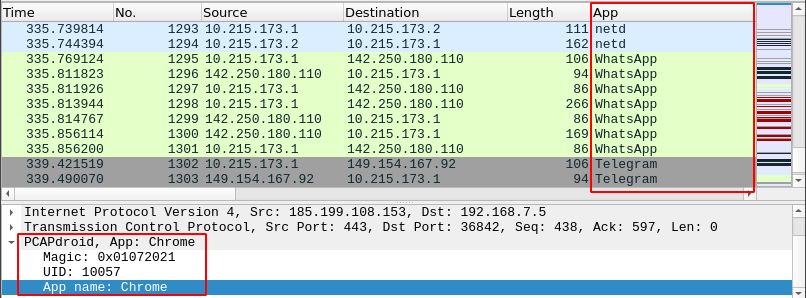 Time No. Source Destination Length App
335.739814 1293 10.215.173.1 10.215.173.2 111 netd
335.744394 1294 10.215.173.2 10.215.173.1 162 netd
335.769124 1295 10.215.173.1 142.250.180.110 106 WhatsApp
335.811823 1296 142.250.180.110 10.215.173.1 94 WhatsApp
335.811926 1297 10.215.173.1 142.250.180.110 86 WhatsApp
335.813944 1298 10.215.173.1 142.250.180.110 266 WhatsApp
335.814767 1299 142.250.180.110 10.215.173.1 86 WhatsApp
335.856114 1300 142.250.180.110 10.215.173.1 169 WhatsApp
335.856200 1301 10.215.173.1 142.250.180.110 86 WhatsApp
339.421519 1302 10.215.173.1 149.154.167.92 106 Telegram
339.490070 1303 149.154.167.92 10.215.173.1 94 Telegram
Internet Protocol Version 4, Src: 185.199.108.153, Dst: 192.168.7.5
Transmission Control Protocol, Src Port: 443, Dst Port: 36842, Seq: 438, Ack: 597, Len: 0
PCAPdroid, App: Chrome
Magic: 0x01072021
UID: 10057
App name: Chrome